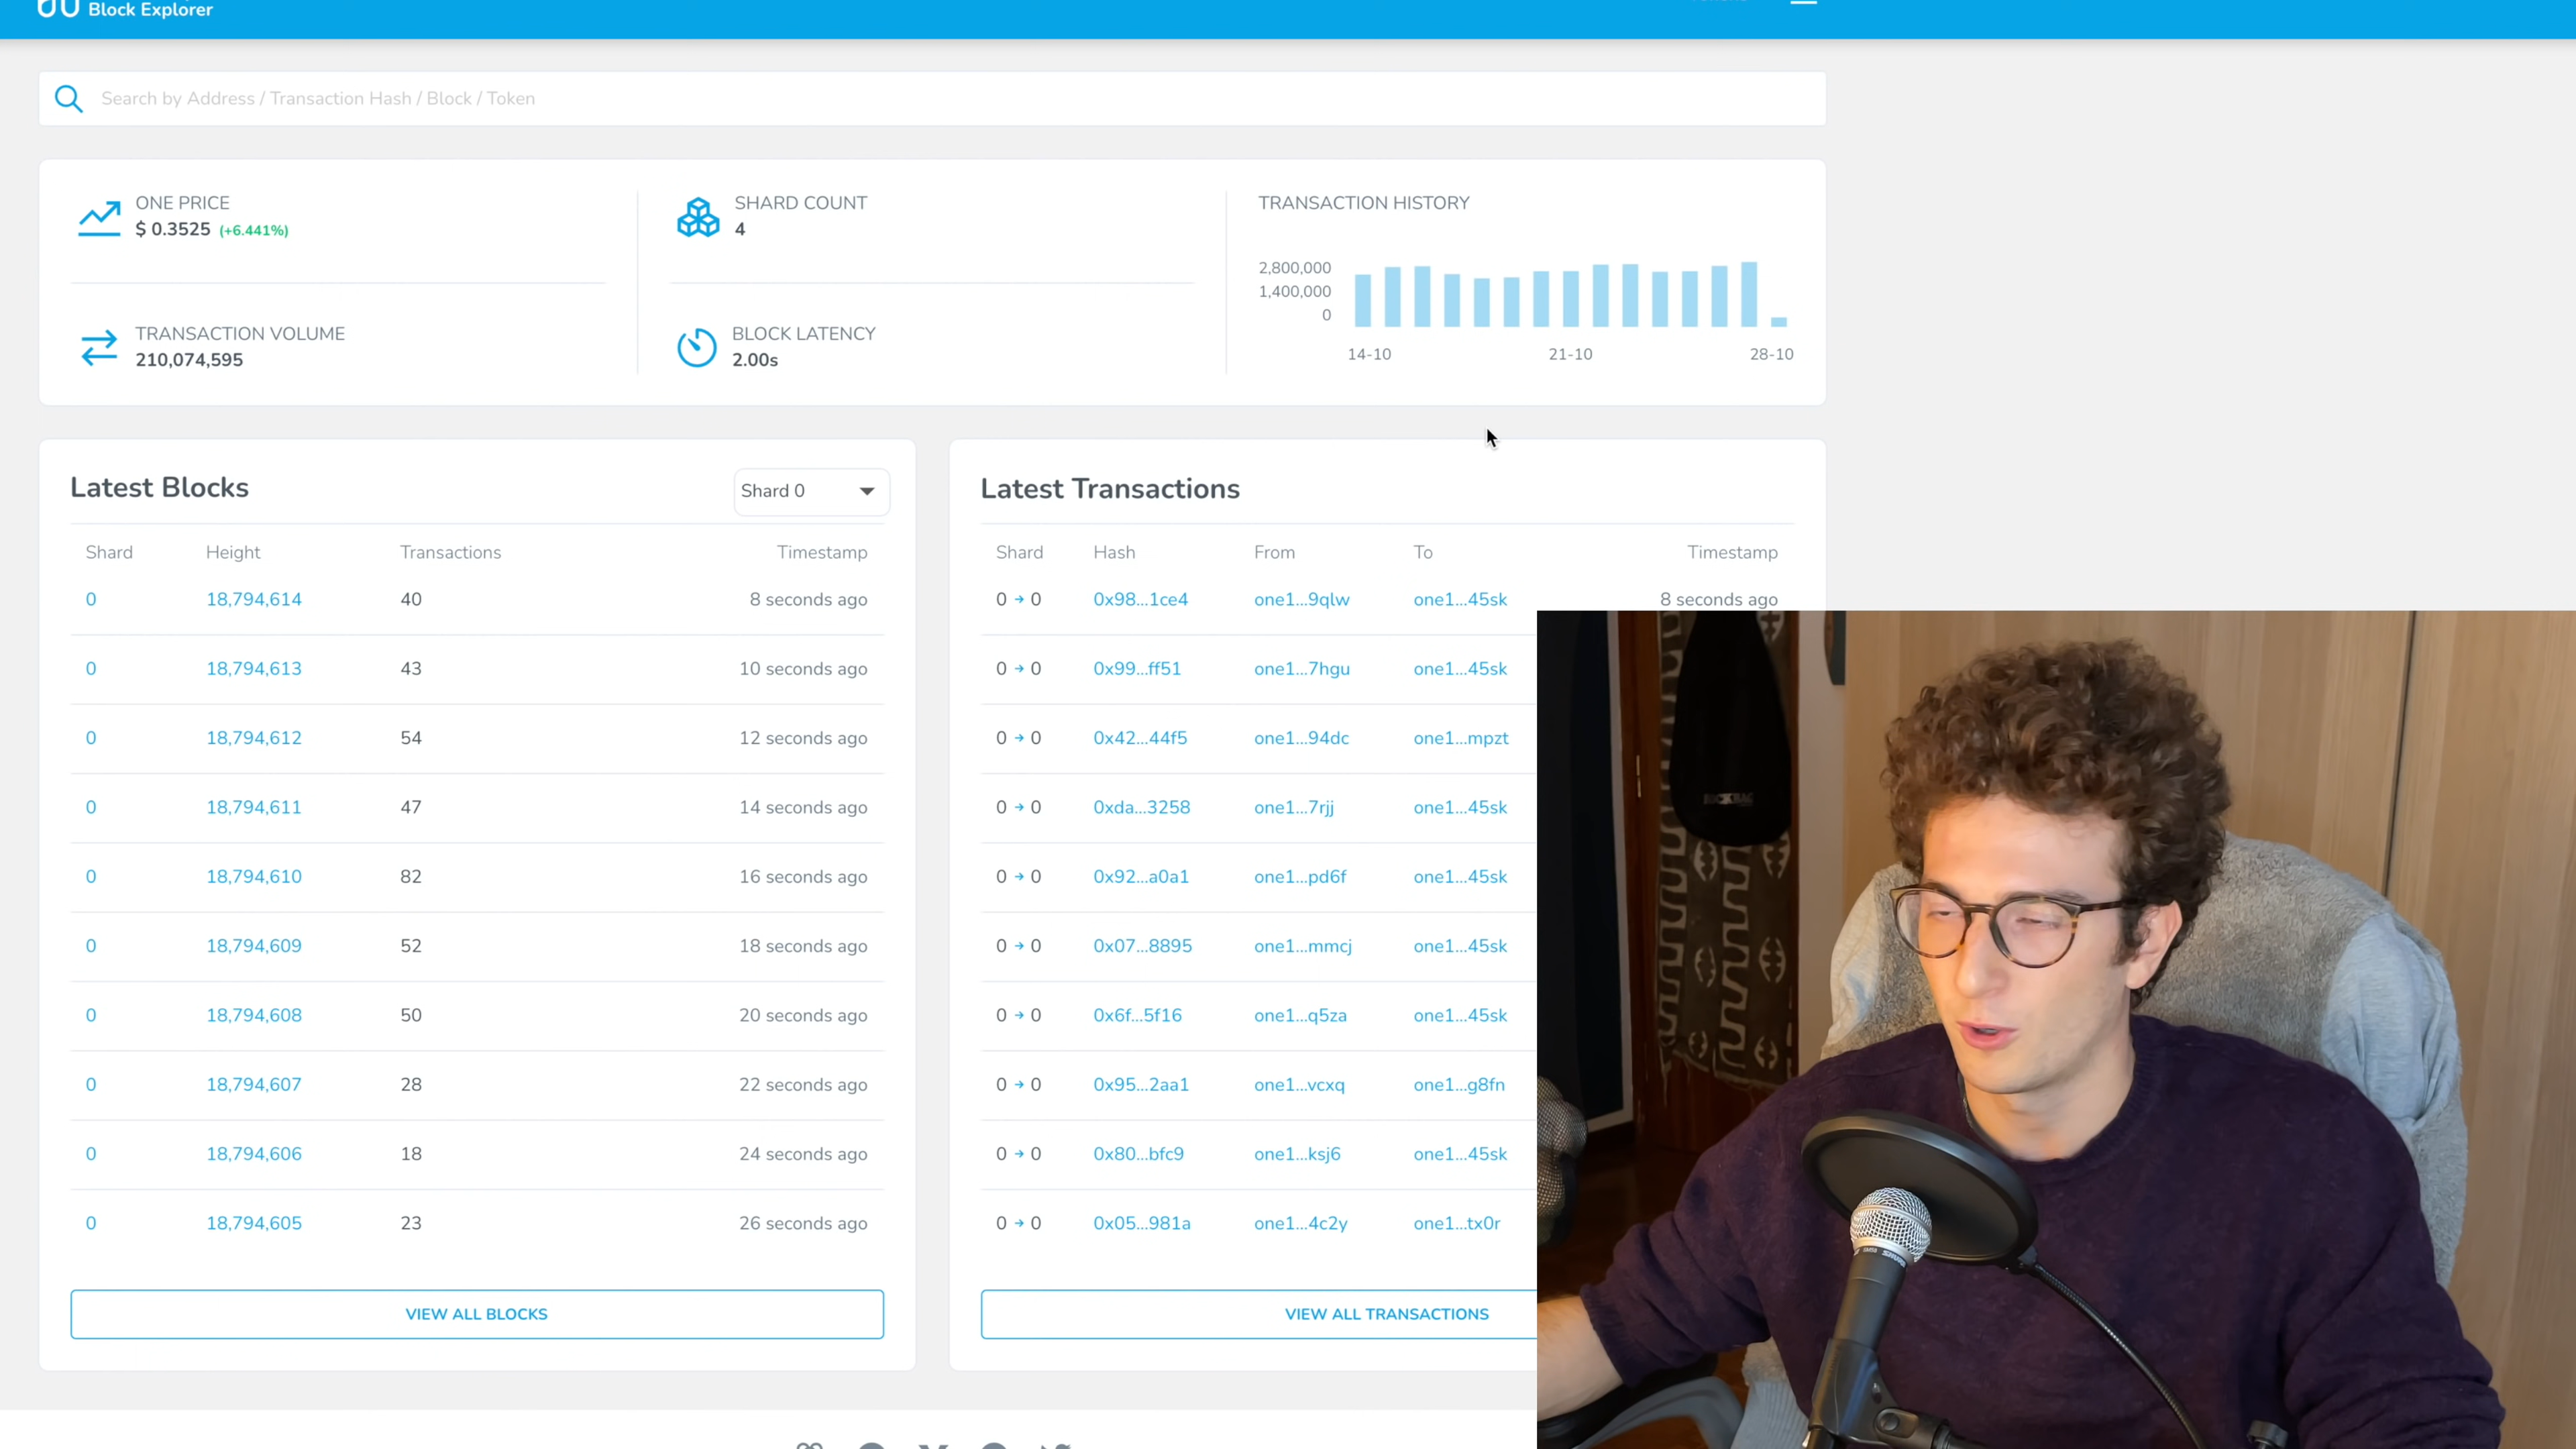 Block Explorer
Search by Address / Transaction Hash / Block / Token
ONE PRICE
$ 0.3525 (+6.441%)
TRANSACTION VOLUME
210,074,595
SHARD COUNT
4
BLOCK LATENCY
2.00s
TRANSACTION HISTORY
2,800,000
1,400,000
0
14-10 21-10 28-10
Latest Blocks
Shard 0
Shard Height Transactions Timestamp
0 18,794,614 40 8 seconds ago
0 18,794,613 43 10 seconds ago
0 18,794,612 54 12 seconds ago
0 18,794,611 47 14 seconds ago
0 18,794,610 82 16 seconds ago
0 18,794,609 52 18 seconds ago
0 18,794,608 50 20 seconds ago
0 18,794,607 28 22 seconds ago
0 18,794,606 18 24 seconds ago
0 18,794,605 23 26 seconds ago
VIEW ALL BLOCKS
Latest Transactions
Shard Hash From To Timestamp
0 → 0 0x98...1ce4 one1...9qlw one1...45sk 8 seconds ago
0 → 0 0x99...ff51 one1...7hgu one1...45sk
0 → 0 0x42...44f5 one1...94dc one1...mpzt
0 → 0 0xda...3258 one1...7rjj one1...45sk
0 → 0 0x92...a0a1 one1...pd6f one1...45sk
0 → 0 0x07...8895 one1...mmcj one1...45sk
0 → 0 0x6f...5f16 one1...q5za one1...45sk
0 → 0 0x95...2aa1 one1...vcxq one1...g8fn
0 → 0 0x80...bfc9 one1...ksj6 one1...45sk
0 → 0 0x05...981a one1...4c2y one1...tx0r
VIEW ALL TRANSACTIONS